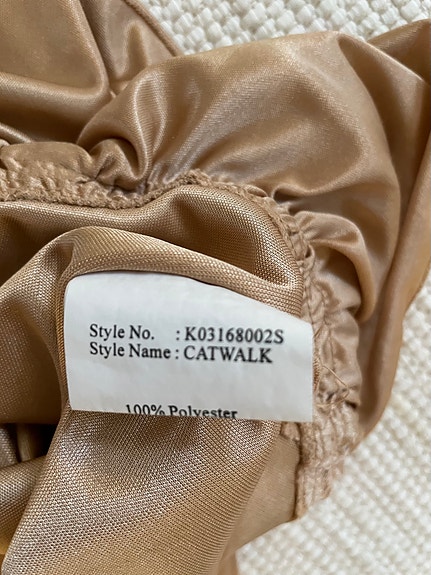 Style No. : K03168002S
Style Name : CATWALK
100% Polyester